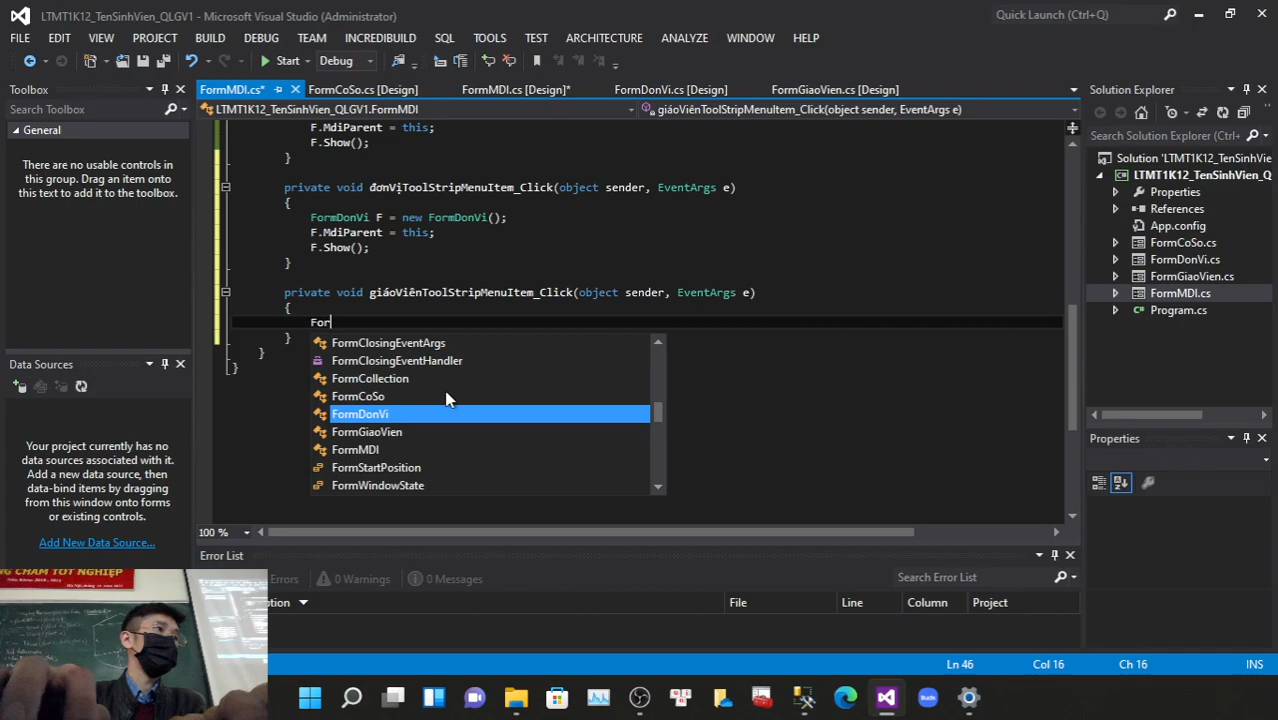 LTMT1K12_TenSinhVien_QLGV1 - Microsoft Visual Studio (Administrator)
Quick Launch (Ctrl+Q)
FILE EDIT VIEW PROJECT BUILD DEBUG TEAM INCREDIBUILD SQL TOOLS TEST ARCHITECTURE ANALYZE WINDOW HELP
Start Debug
Toolbox
Search Toolbox
General
There are no usable controls in
this group. Drag an item onto
this text to add it to the toolbox.
Data Sources
Your project currently has no
data sources associated with it.
Add a new data source, then
data-bind items by dragging
from this window onto forms
or existing controls.
Add New Data Source...
FormMDI.cs* FormCoSo.cs [Design] FormMDI.cs [Design]* FormDonVi.cs [Design] FormGiaoVien.cs [Design]
LTMT1K12_TenSinhVien_QLGV1.FormMDI
giáoViênToolStripMenuItem_Click(object sender, EventArgs e)
F.MdiParent = this;
F.Show();
}
private void đơnVịToolStripMenuItem_Click(object sender, EventArgs e)
{
FormDonVi F = new FormDonVi();
F.MdiParent = this;
F.Show();
}
private void giáoViênToolStripMenuItem_Click(object sender, EventArgs e)
{
For
}
}
}
FormClosingEventArgs
FormClosingEventHandler
FormCollection
FormCoSo
FormDonVi
FormGiaoVien
FormMDI
FormStartPosition
FormWindowState
100 %
Error List
Errors 0 Warnings 0 Messages
Search Error List
File Line Column Project
Solution Explorer
Search Solution Explorer
Solution 'LTMT1K12_TenSinhVie
LTMT1K12_TenSinhVien_Q
Properties
References
App.config
FormCoSo.cs
FormDonVi.cs
FormGiaoVien.cs
FormMDI.cs
Program.cs
Properties
Ln 46 Col 16 Ch 16 INS
NG CHẤM TỐT NGHIỆP